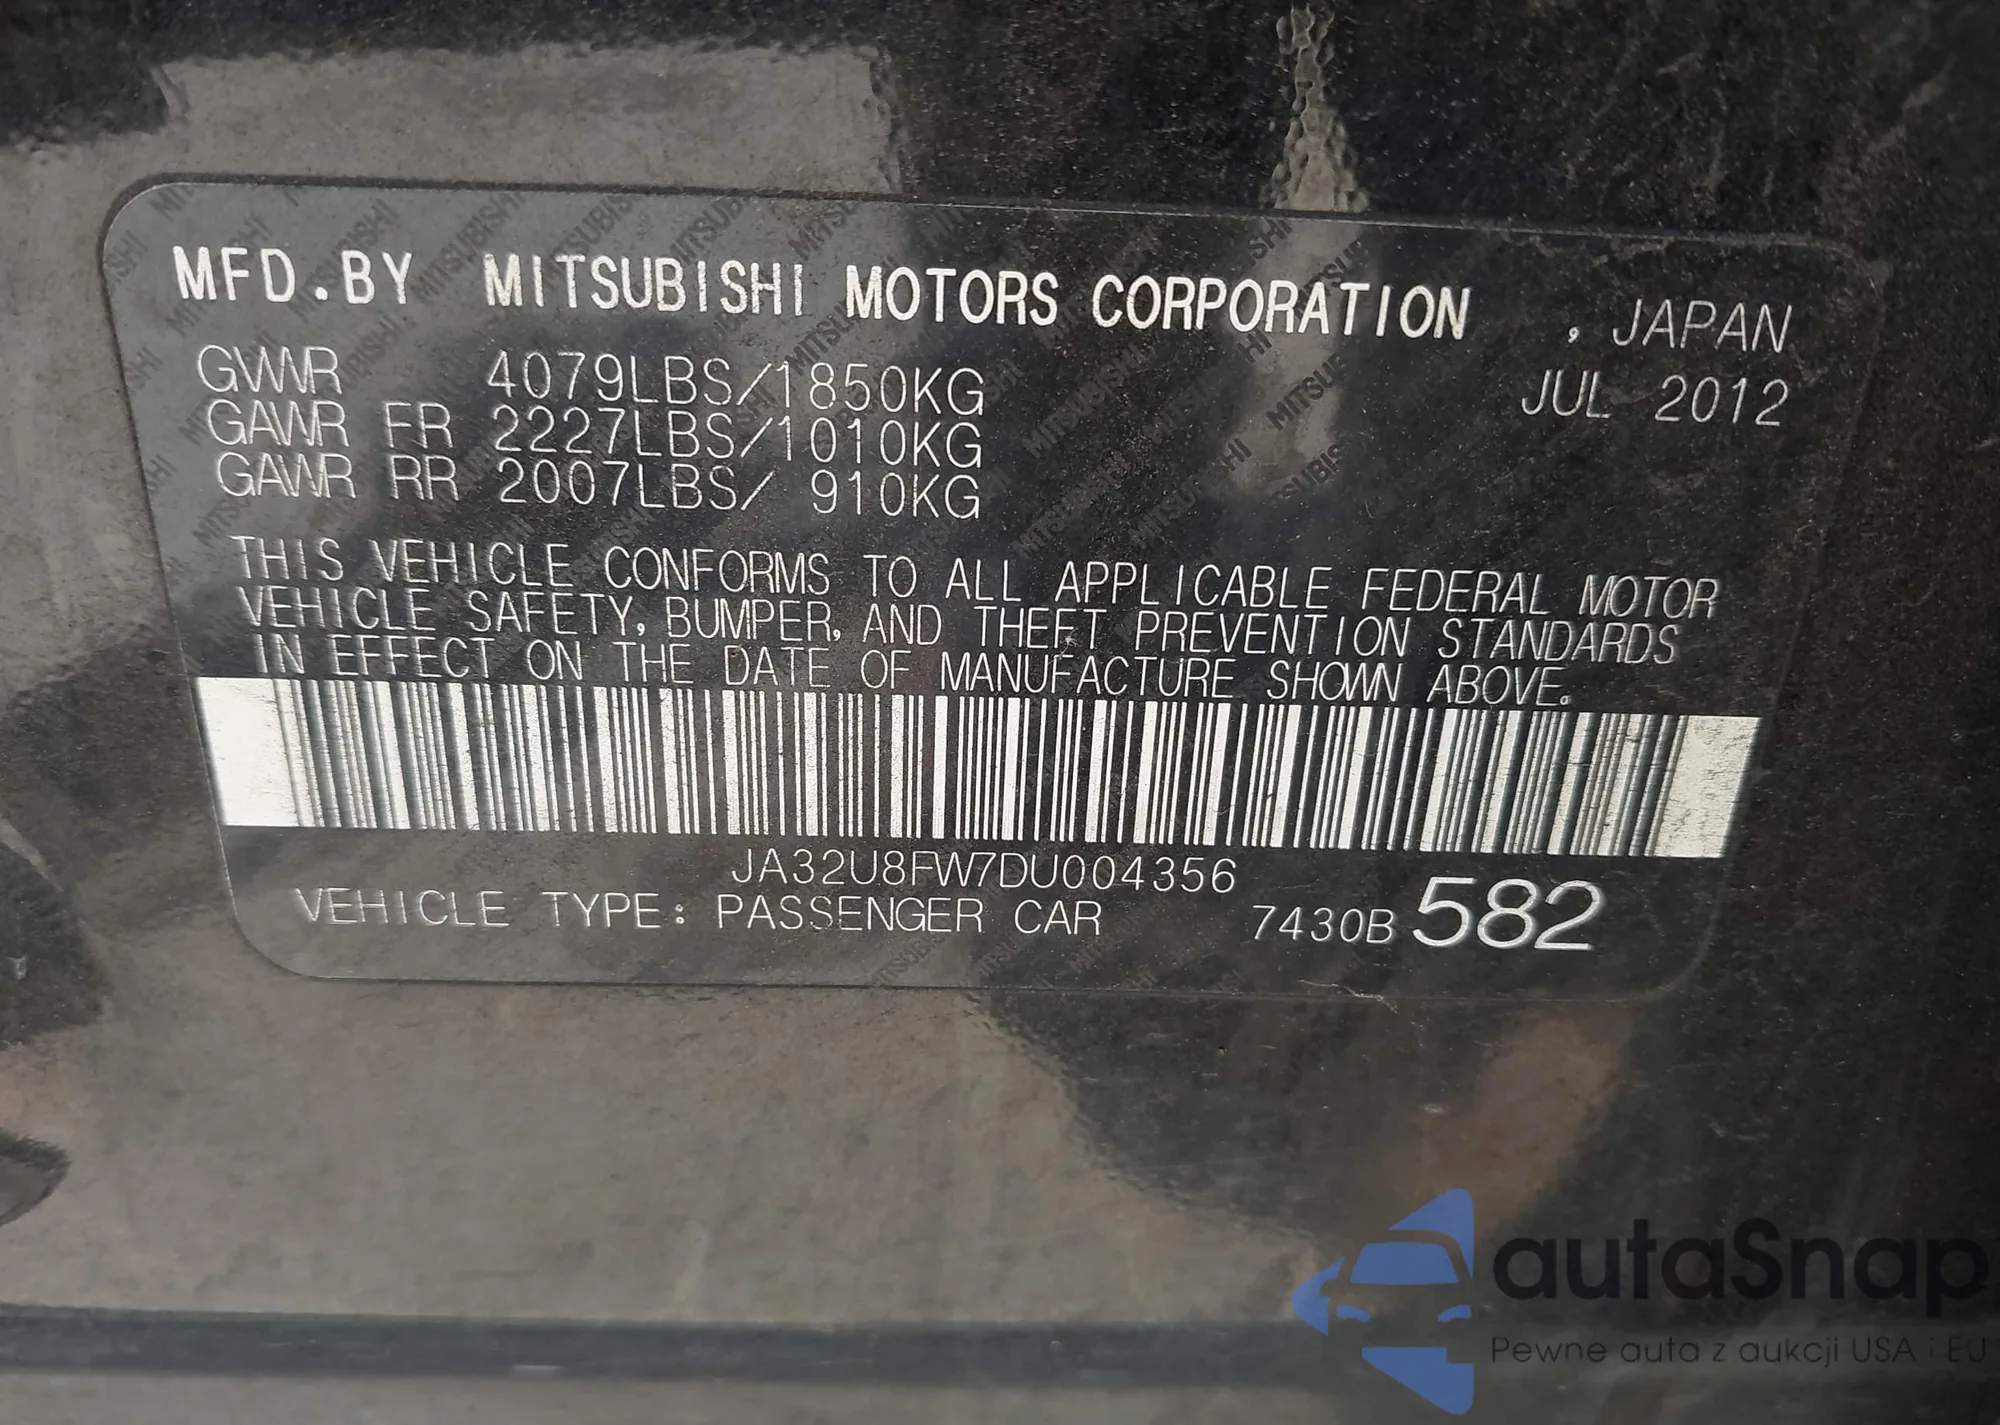 MFD.BY MITSUBISHI MOTORS CORPORATION , JAPAN
GVWR 4079LBS/1850KG JUL 2012
GAWR FR 2227LBS/1010KG
GAWR RR 2007LBS/ 910KG
THIS VEHICLE CONFORMS TO ALL APPLICABLE FEDERAL MOTOR
VEHICLE SAFETY, BUMPER, AND THEFT PREVENTION STANDARDS
IN EFFECT ON THE DATE OF MANUFACTURE SHOWN ABOVE.
JA32U8FW7DU004356
VEHICLE TYPE: PASSENGER CAR 7430B 582
autaSnap
Pewne auta z aukcji USA i EU